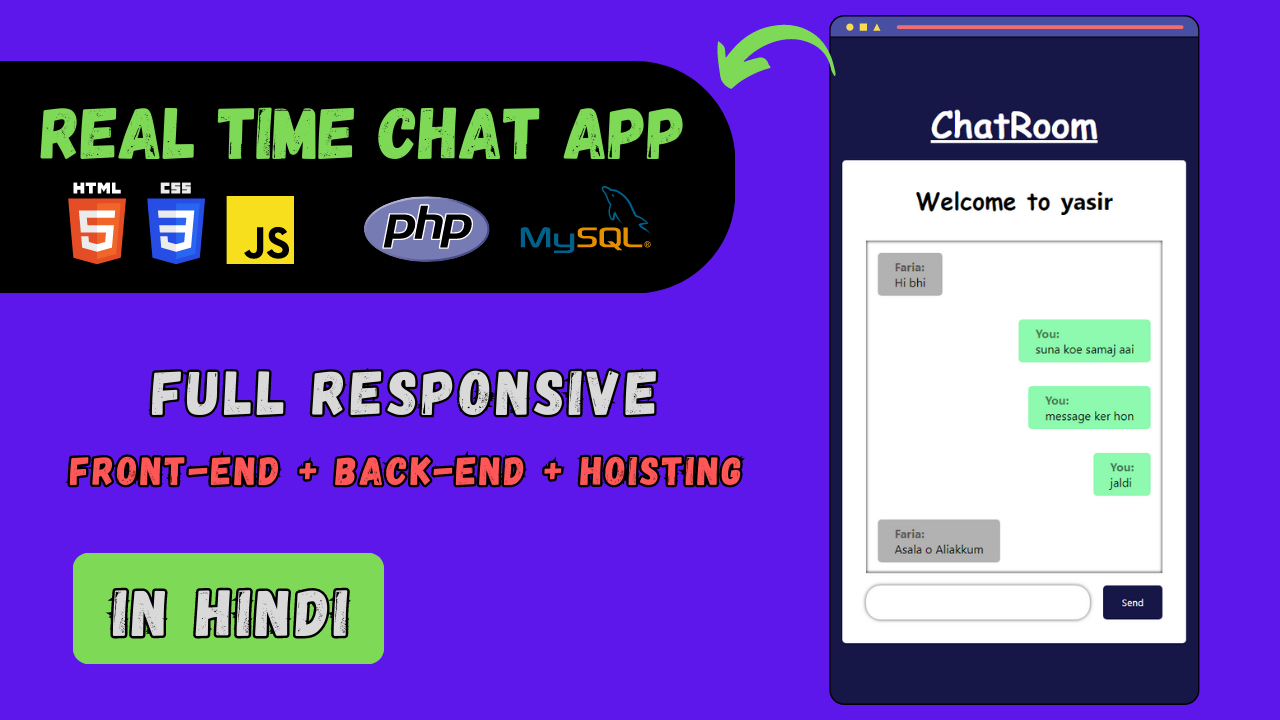 REAL TIME CHAT APP
HTML CSS
5 3 JS php MySQL®
FULL RESPONSIVE
FRONT-END + BACK-END + HOISTING
IN HINDI
ChatRoom
Welcome to yasir
Faria:
Hi bhi
You:
suna koe samaj aai
You:
message ker hon
You:
jaldi
Faria:
Asala o Aliakkum
Send